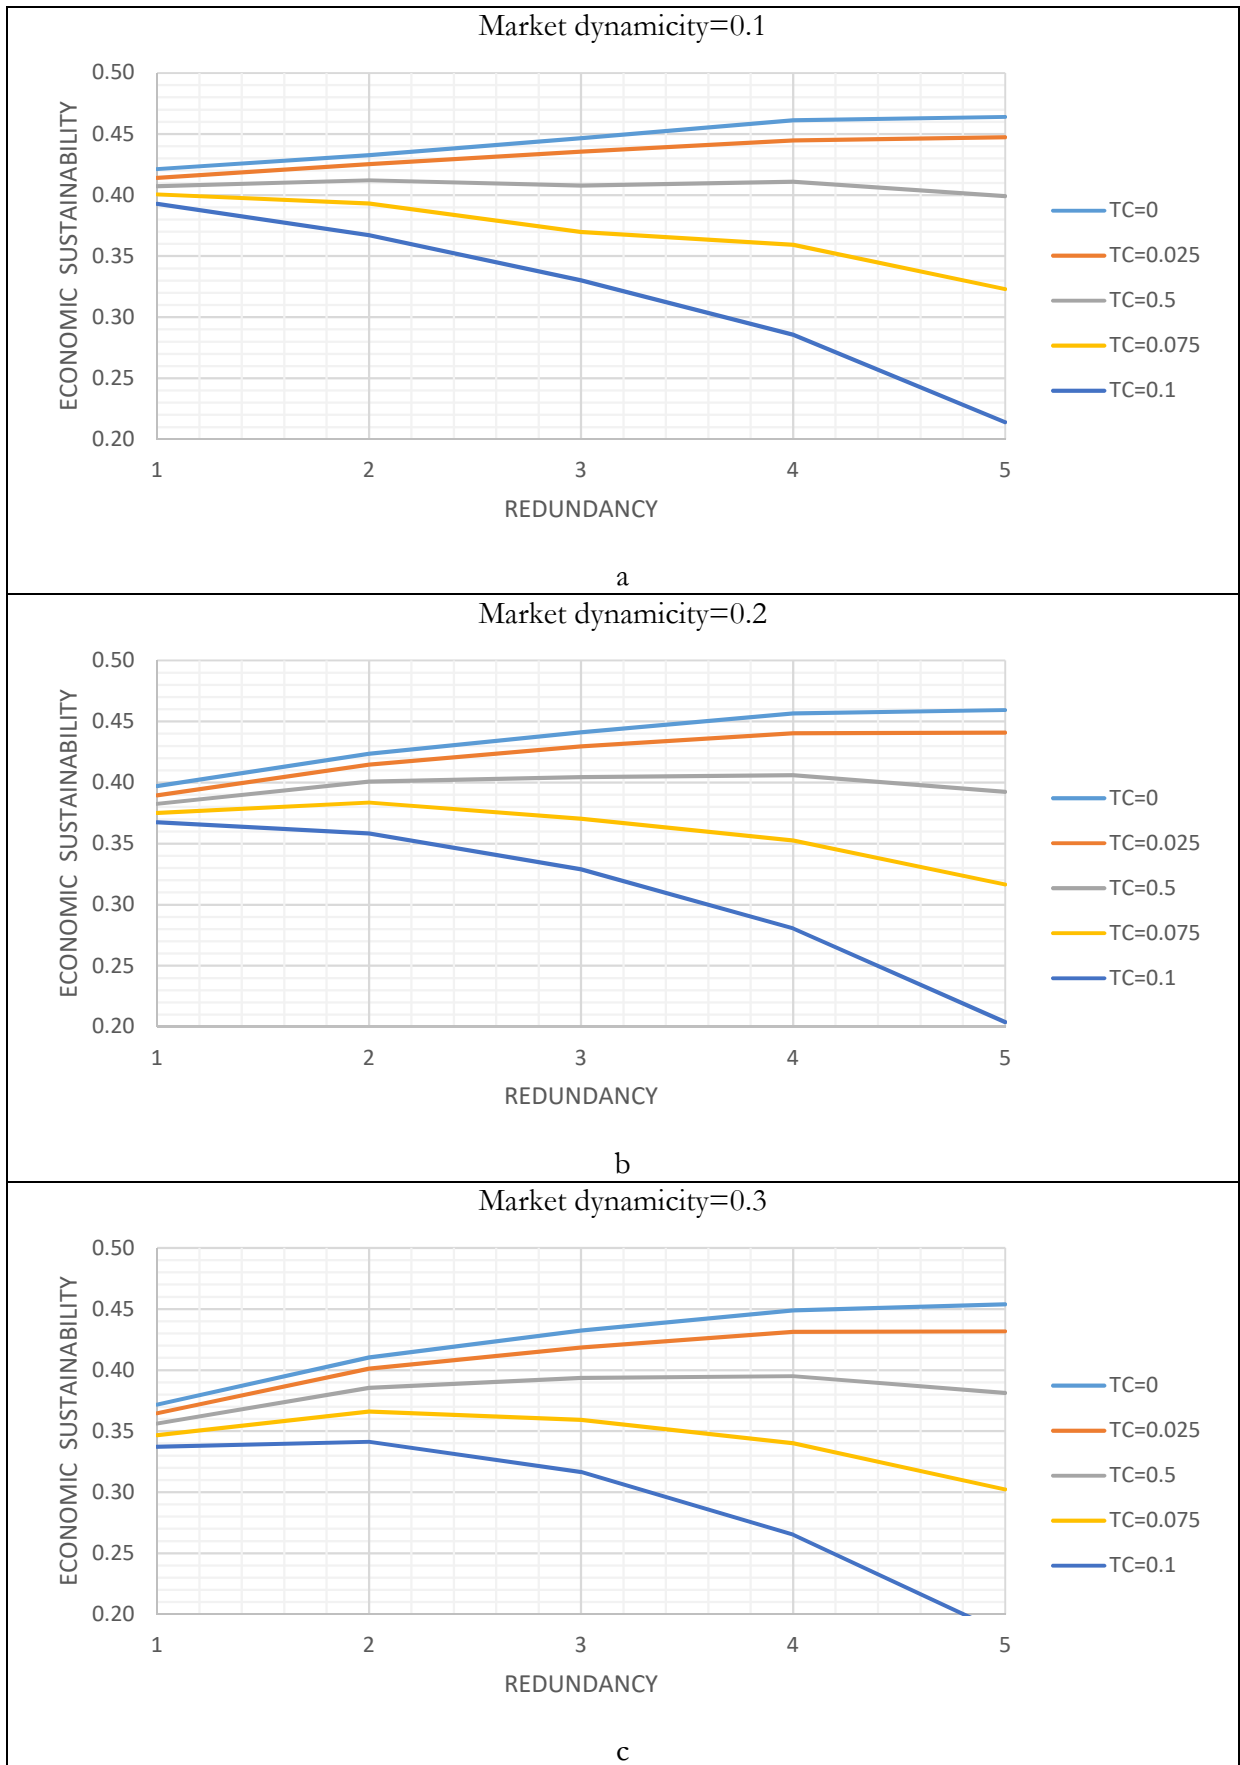 Market dynamicity=0.1
0.50
0.45
0.40
0.35
0.30
0.25
0.20
ECONOMIC SUSTAINABILITY
1 2 3 4 5
REDUNDANCY
TC=0
TC=0.025
TC=0.5
TC=0.075
TC=0.1
a
Market dynamicity=0.2
0.50
0.45
0.40
0.35
0.30
0.25
0.20
ECONOMIC SUSTAINABILITY
1 2 3 4 5
REDUNDANCY
TC=0
TC=0.025
TC=0.5
TC=0.075
TC=0.1
b
Market dynamicity=0.3
0.50
0.45
0.40
0.35
0.30
0.25
0.20
ECONOMIC SUSTAINABILITY
1 2 3 4 5
REDUNDANCY
TC=0
TC=0.025
TC=0.5
TC=0.075
TC=0.1
c